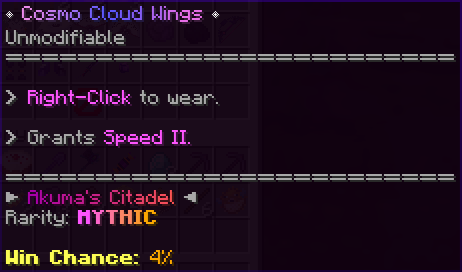 ◈ Cosmo Cloud Wings ◈
Unmodifiable
==================================
> Right-Click to wear.
> Grants Speed II.
==================================
► Akuma's Citadel ◄
Rarity: MYTHIC
Win Chance: 4%